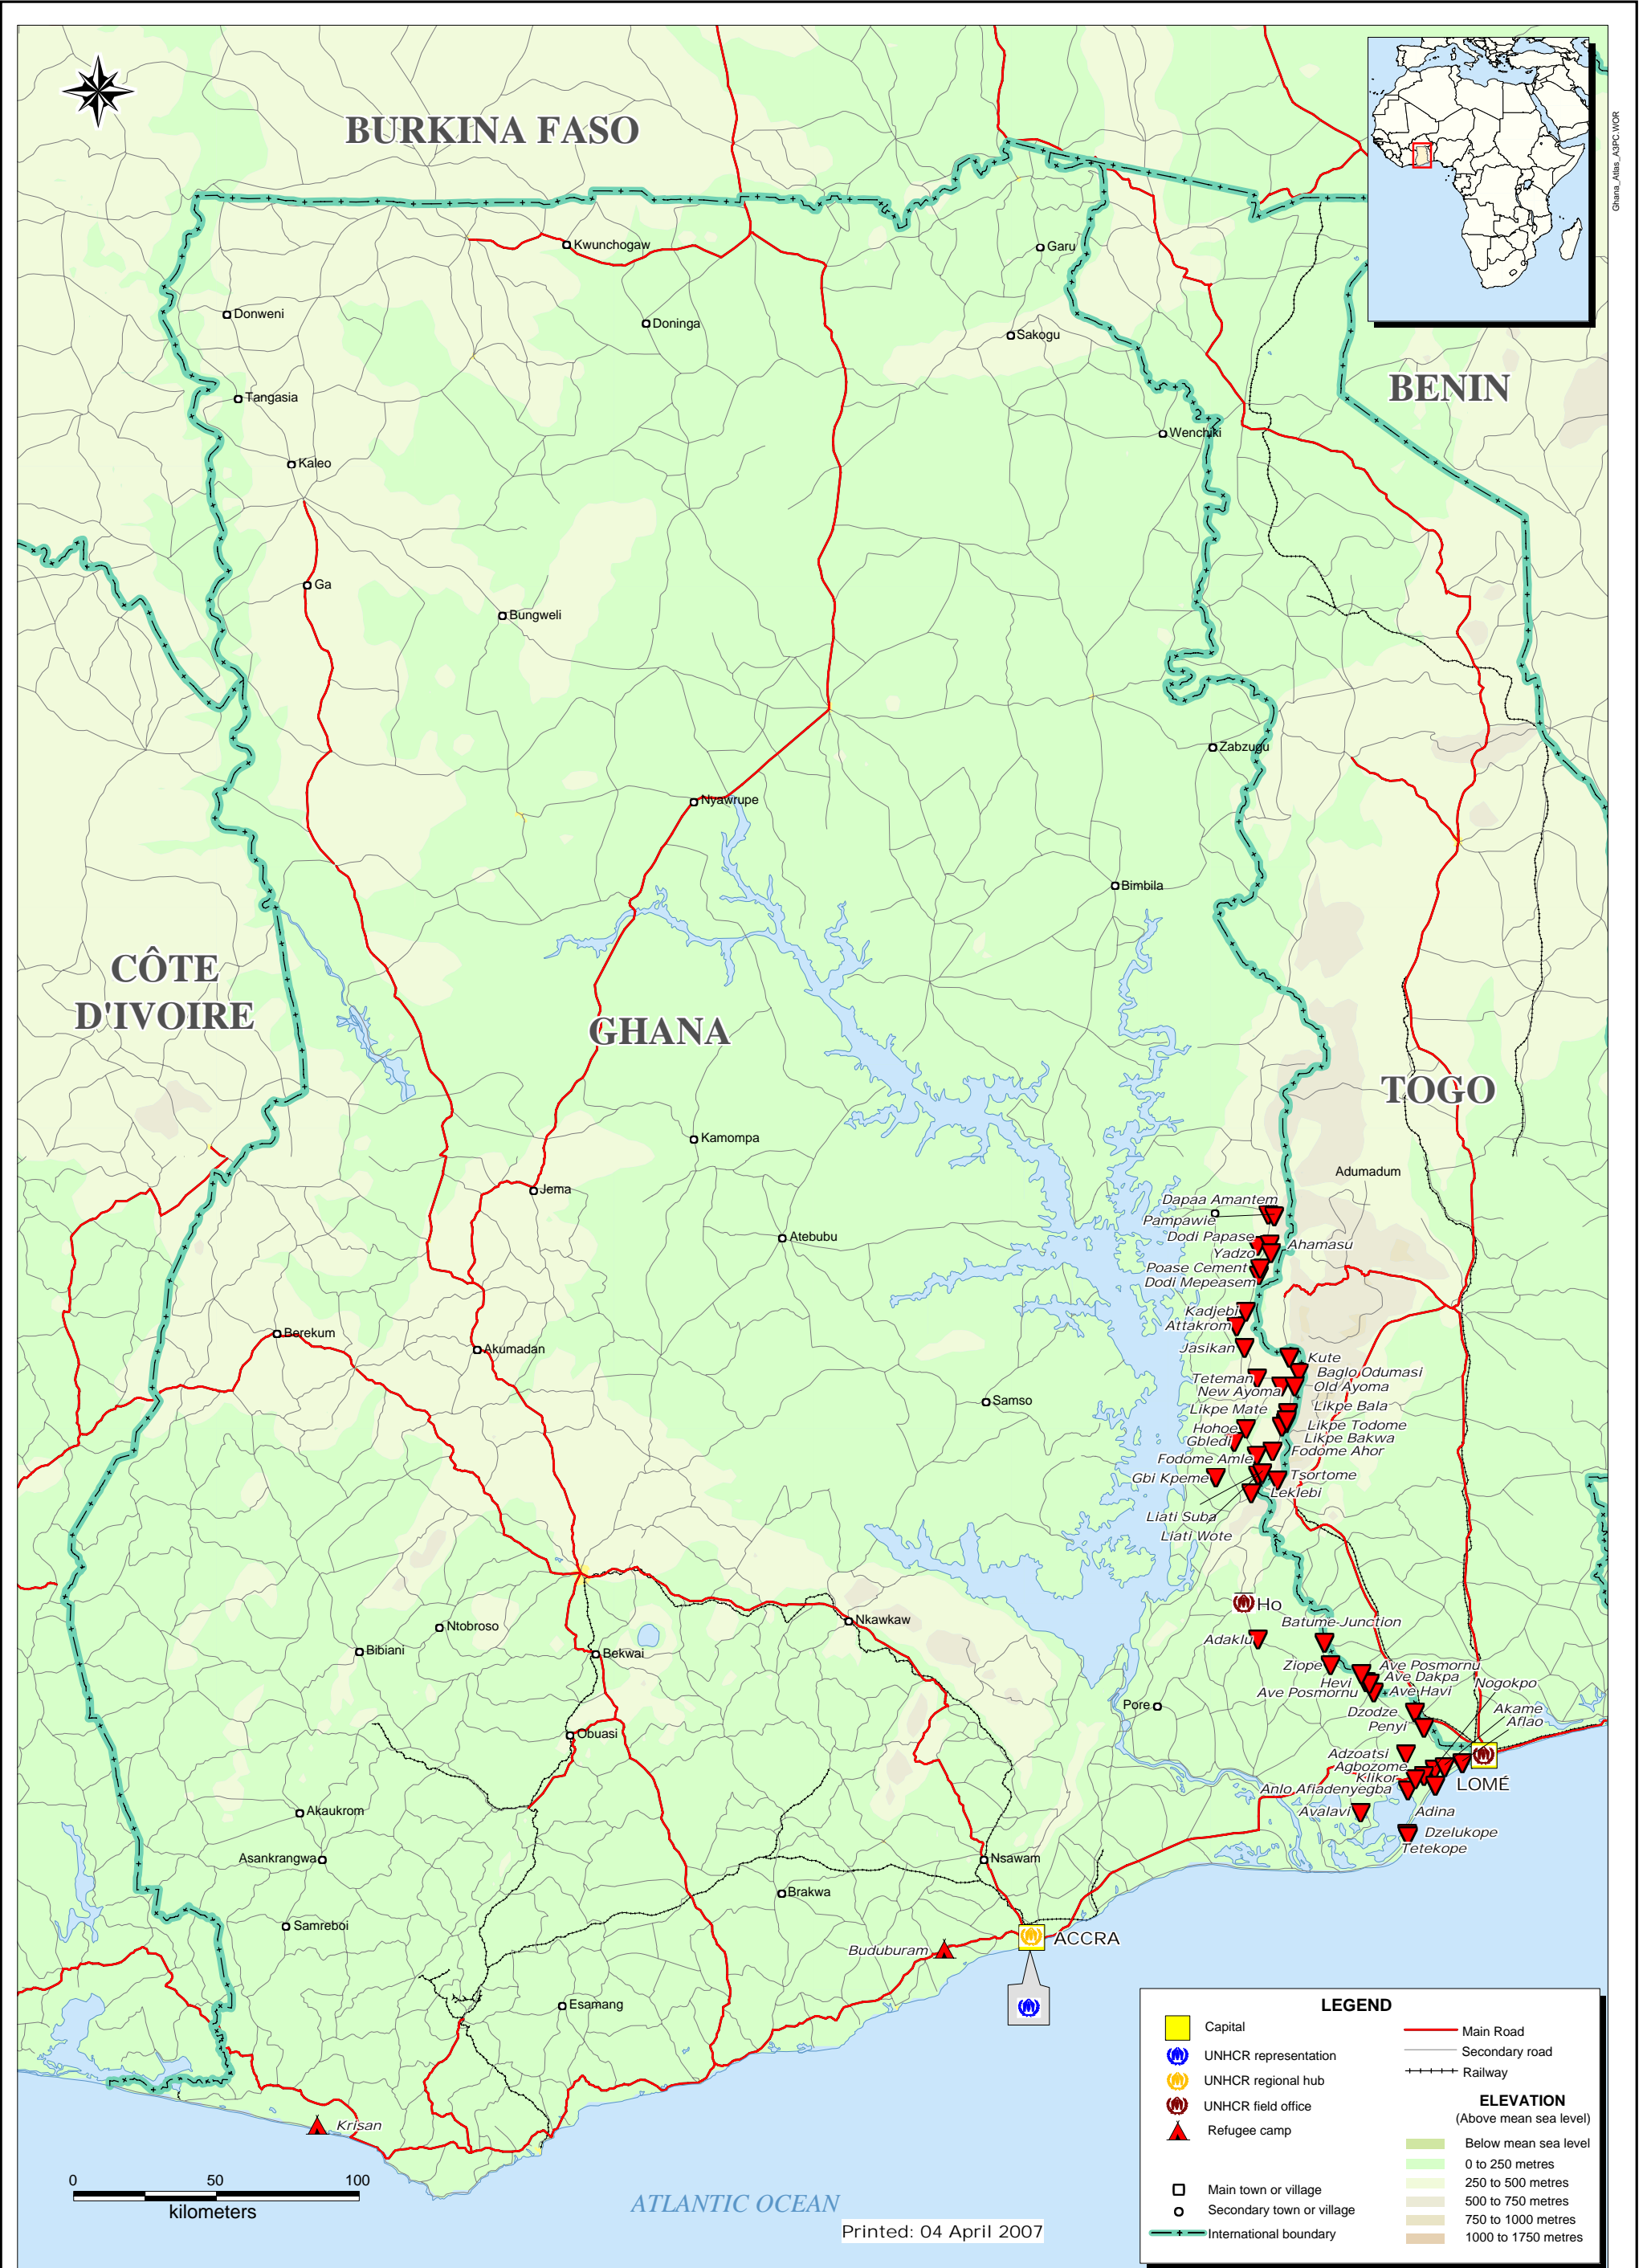 Ghana_Atlas_A3PC.WOR
BURKINA FASO
Kwunchogaw
Garu
Donweni
Doninga
Sakogu
BENIN
Tangasia
Wenchiki
Kaleo
Ga
Bungweli
Zabzugu
Nyawrupe
Bimbila
CÔTE
D'IVOIRE
GHANA
TOGO
Kamompa
Adumadum
Jema
Dapaa Amantem
Pampawie
Atebubu
Dodi Papase
Ahamasu
Yadzo
Poase Cement
Dodi Mepeasem
Kadjebi
Attakrom
Berekum
Akumadan
Jasikan
Kute
Baglo Odumasi
Teteman
Old Ayoma
New Ayoma
Samso
Likpe Mate
Likpe Bala
Likpe Todome
Hohoe
Likpe Bakwa
Gbledi
Fodome Ahor
Fodome Amle
Gbi Kpeme
Tsortome
Leklebi
Liati Suba
Liati Wote
Ho
Batume-Junction
Nkawkaw
Ntobroso
Adaklu
Bibiani
Bekwai
Ziope
Ave Posmornu
Ave Dakpa
Hevi
Nogokpo
Ave Posmornu
Ave Havi
Pore
Dzodze
Akame
Penyi
Aflao
Obuasi
Adzoatsi
Agbozome
Klikor
LOMÉ
Anlo Afiadenyegba
Akaukrom
Avalavi
Adina
Dzelukope
Tetekope
Asankrangwa
Nsawam
Brakwa
Samreboi
Buduburam
ACCRA
Esamang
Krisan
0 50 100
kilometers
ATLANTIC OCEAN
Printed: 04 April 2007
LEGEND
Capital
UNHCR representation
UNHCR regional hub
UNHCR field office
Refugee camp
Main town or village
Secondary town or village
International boundary
Main Road
Secondary road
Railway
ELEVATION
(Above mean sea level)
Below mean sea level
0 to 250 metres
250 to 500 metres
500 to 750 metres
750 to 1000 metres
1000 to 1750 metres